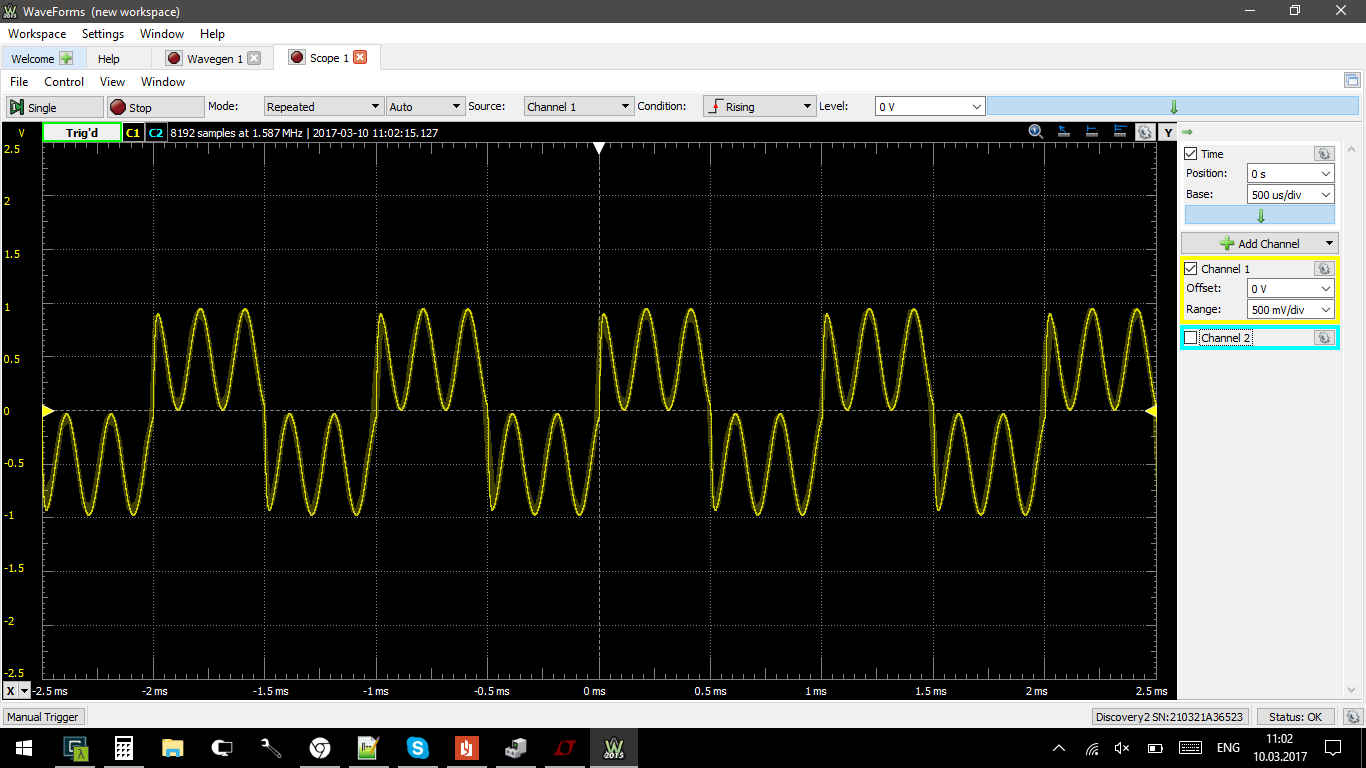 WaveForms (new workspace)
Workspace Settings Window Help
Welcome Help Wavegen 1 Scope 1
File Control View Window
Single Stop Mode: Repeated Auto Source: Channel 1 Condition: Rising Level: 0 V
V Trig'd C1 C2 8192 samples at 1.587 MHz | 2017-03-10 11:02:15.127 Y
2.5
2
1.5
1
0.5
0
-0.5
-1
-1.5
-2
-2.5
X -2.5 ms -2 ms -1.5 ms -1 ms -0.5 ms 0 ms 0.5 ms 1 ms 1.5 ms 2 ms 2.5 ms
Time
Position: 0 s
Base: 500 us/div
Add Channel
Channel 1
Offset: 0 V
Range: 500 mV/div
Channel 2
Manual Trigger Discovery2 SN:210321A36523 Status: OK
W 2015 ENG 11:02
10.03.2017